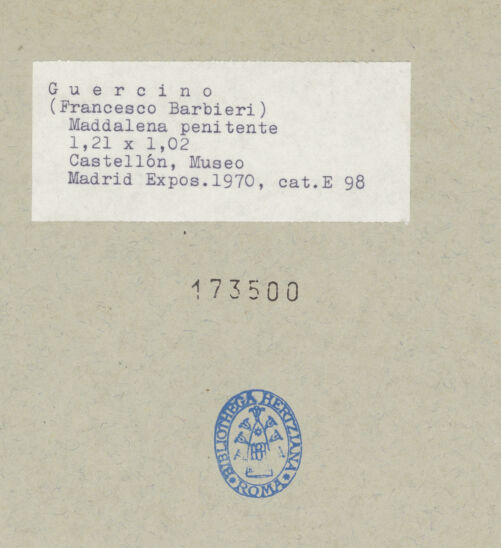 Guercino
(Francesco Barbieri)
Maddalena penitente
1,21 x 1,02
Castellón, Museo
Madrid Expos.1970, cat.E 98
173500
BIBLIOTHECA HERTZIANA
ROMA